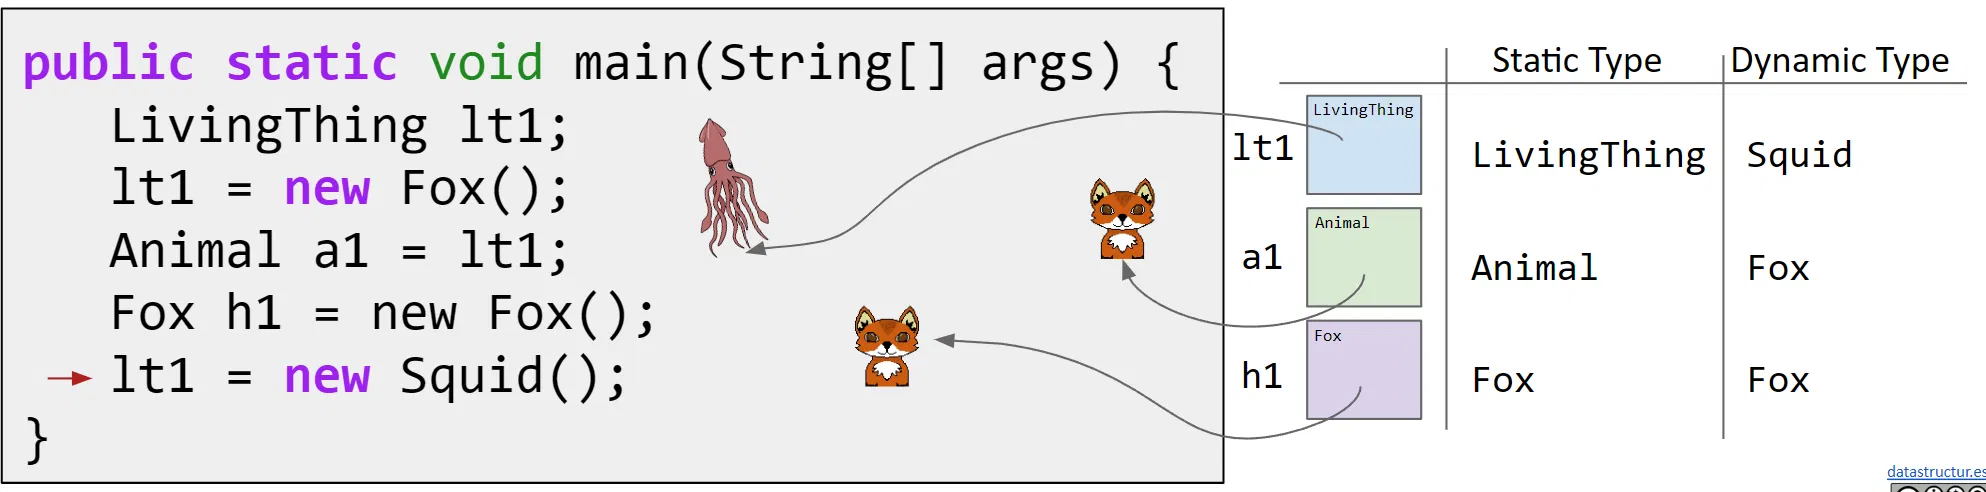 public static void main(String[] args) {
LivingThing lt1;
lt1 = new Fox();
Animal a1 = lt1;
Fox h1 = new Fox();
lt1 = new Squid();
}
Static Type Dynamic Type
lt1 LivingThing LivingThing Squid
a1 Animal Animal Fox
h1 Fox Fox Fox
datastructur.es